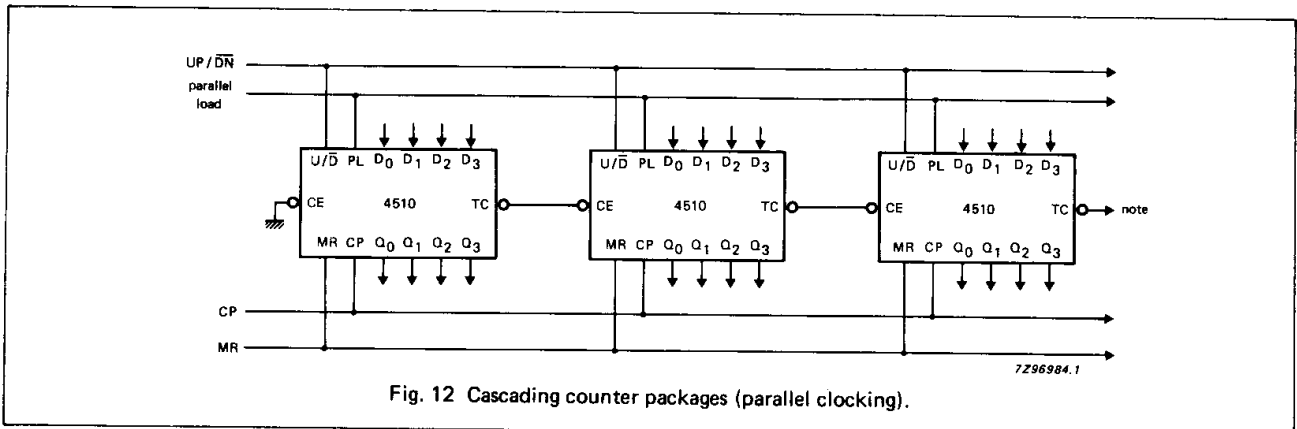 UP/D̅N̅
parallel
load
U/D̅ PL D₀ D₁ D₂ D₃
U/D̅ PL D₀ D₁ D₂ D₃
U/D̅ PL D₀ D₁ D₂ D₃
CE 4510 TC
CE 4510 TC
CE 4510 TC
note
MR CP Q₀ Q₁ Q₂ Q₃
MR CP Q₀ Q₁ Q₂ Q₃
MR CP Q₀ Q₁ Q₂ Q₃
CP
MR
7Z96984.1
Fig. 12 Cascading counter packages (parallel clocking).